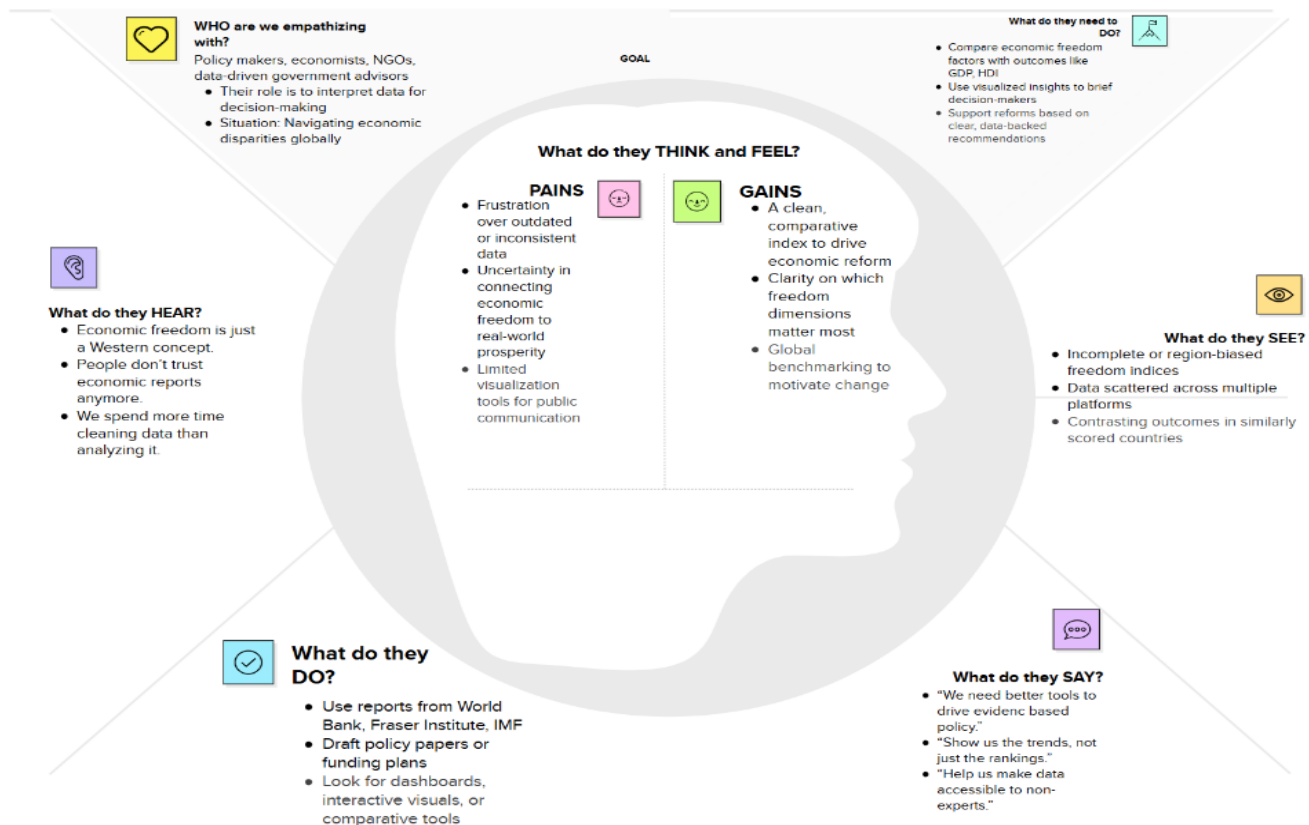 WHO are we empathizing
with?
Policy makers, economists, NGOs,
data-driven government advisors
• Their role is to interpret data for
decision-making
• Situation: Navigating economic
disparities globally
GOAL
What do they need to
DO?
• Compare economic freedom
factors with outcomes like
GDP, HDI
• Use visualized insights to brief
decision-makers
• Support reforms based on
clear, data-backed
recommendations
What do they THINK and FEEL?
PAINS
• Frustration
over outdated
or inconsistent
data
• Uncertainty in
connecting
economic
freedom to
real-world
prosperity
• Limited
visualization
tools for public
communication
GAINS
• A clean,
comparative
index to drive
economic reform
• Clarity on which
freedom
dimensions
matter most
• Global
benchmarking to
motivate change
What do they HEAR?
• Economic freedom is just
a Western concept.
• People don't trust
economic reports
anymore.
• We spend more time
cleaning data than
analyzing it.
What do they SEE?
• Incomplete or region-biased
freedom indices
• Data scattered across multiple
platforms
• Contrasting outcomes in similarly
scored countries
What do they
DO?
• Use reports from World
Bank, Fraser Institute, IMF
• Draft policy papers or
funding plans
• Look for dashboards,
interactive visuals, or
comparative tools
What do they SAY?
• "We need better tools to
drive evidenc based
policy."
• "Show us the trends, not
just the rankings."
• "Help us make data
accessible to non-
experts."